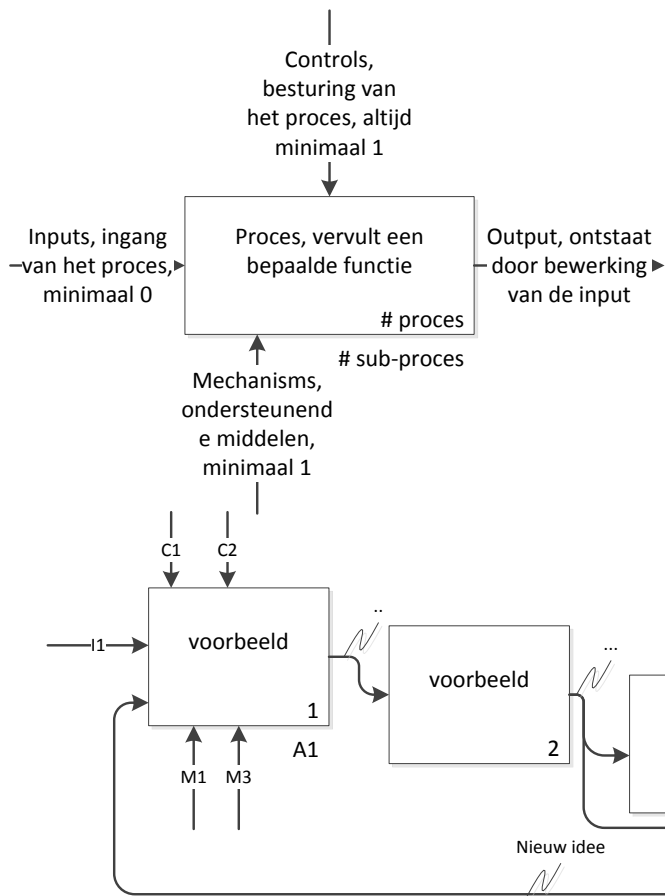 Controls,
besturing van
het proces, altijd
minimaal 1
Inputs, ingang
van het proces,
minimaal 0
Proces, vervult een
bepaalde functie
# proces
Output, ontstaat
door bewerking
van de input
# sub-proces
Mechanisms,
ondersteunend
e middelen,
minimaal 1
C1
C2
I1
voorbeeld
1
A1
M1
M3
..
voorbeeld
2
...
Nieuw idee